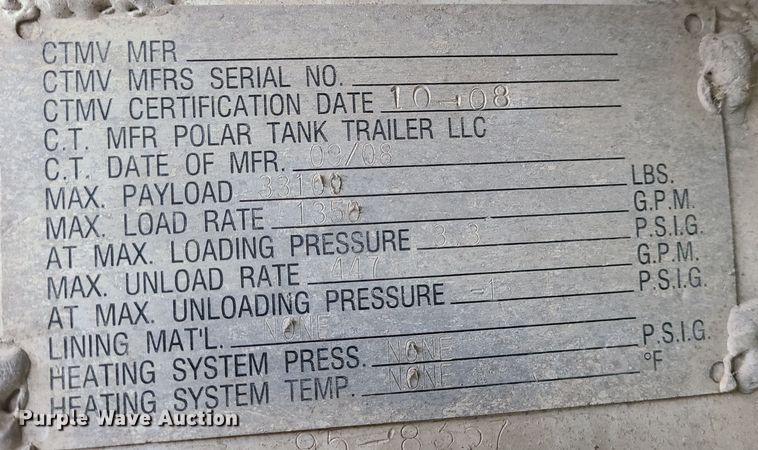 CTMV MFR
CTMV MFRS SERIAL NO.
CTMV CERTIFICATION DATE 10-08
C.T. MFR POLAR TANK TRAILER LLC
C.T. DATE OF MFR. 09/08
MAX. PAYLOAD 33100 LBS.
MAX. LOAD RATE 1350 G.P.M.
AT MAX. LOADING PRESSURE 3.3 P.S.I.G.
MAX. UNLOAD RATE 447 G.P.M.
AT MAX. UNLOADING PRESSURE -1 P.S.I.G.
LINING MAT'L. NONE
HEATING SYSTEM PRESS. NONE P.S.I.G.
HEATING SYSTEM TEMP. NONE °F
95-8357
Purple Wave Auction